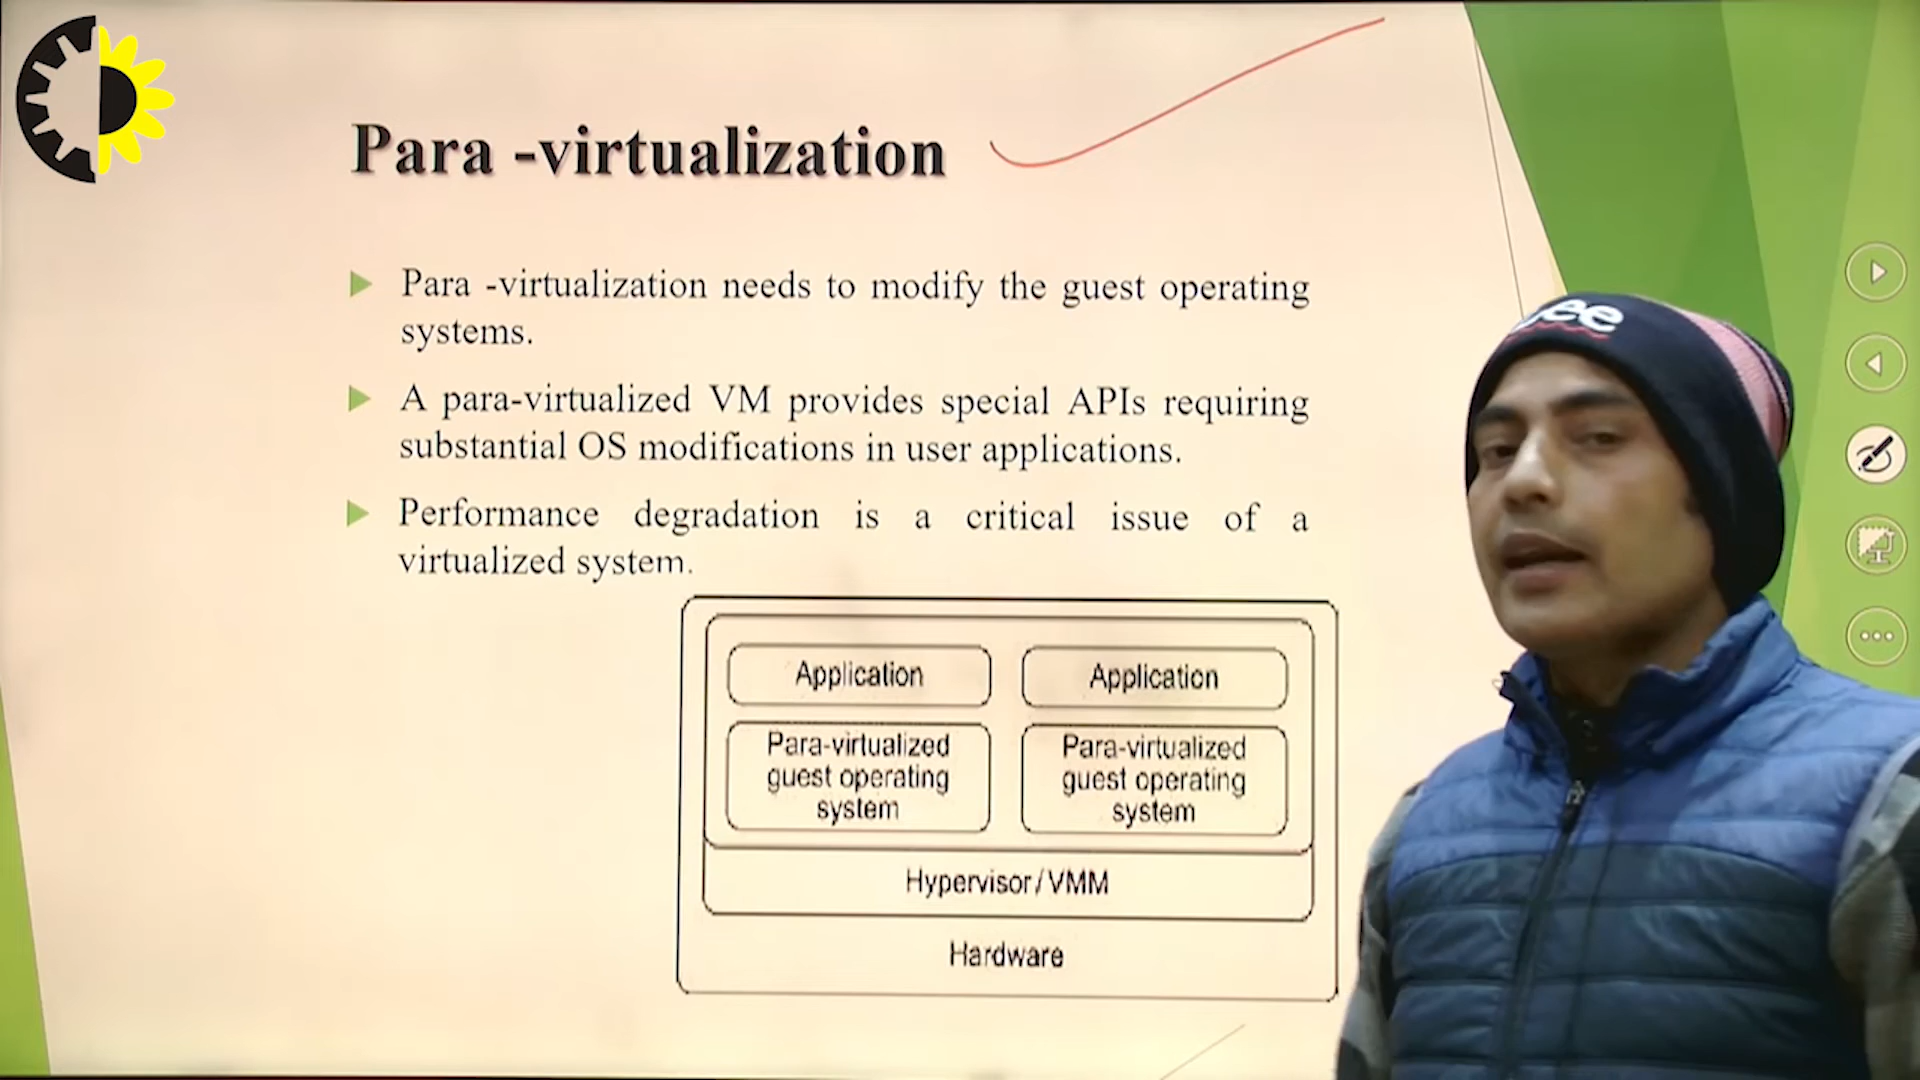 Para -virtualization
Para -virtualization needs to modify the guest operating
systems.
A para-virtualized VM provides special APIs requiring
substantial OS modifications in user applications.
Performance degradation is a critical issue of a
virtualized system.
Application
Application
Para-virtualized
guest operating
system
Para-virtualized
guest operating
system
Hypervisor/VMM
Hardware
Lee